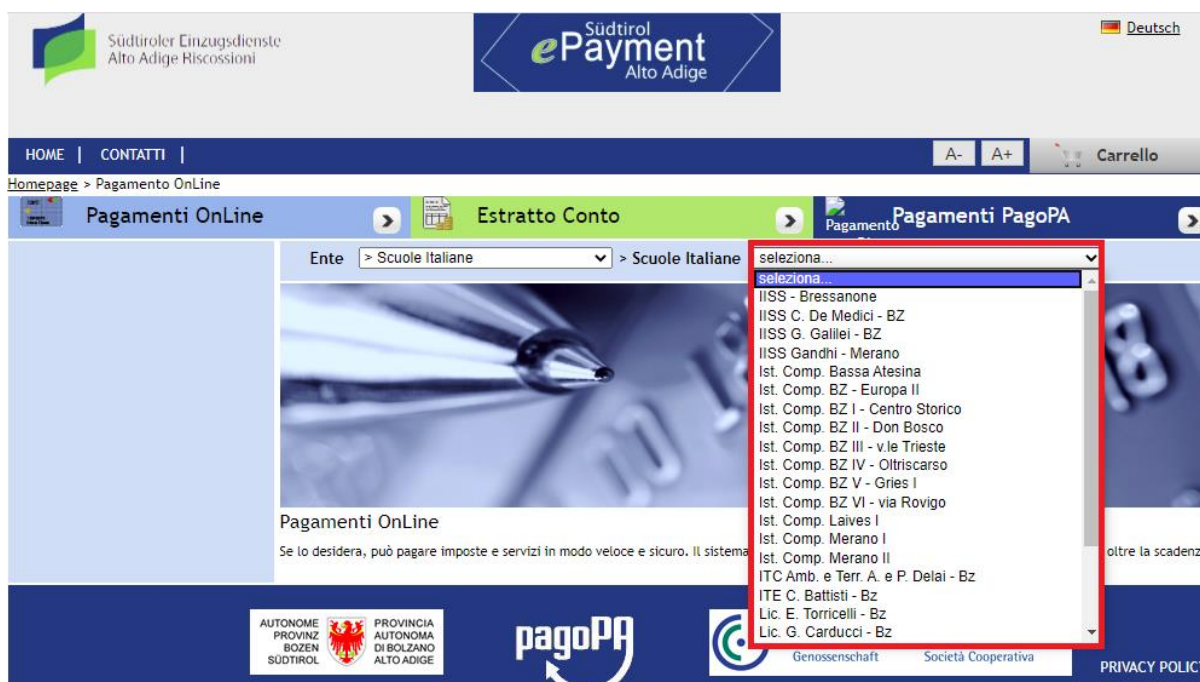 Südtiroler Einzugsdienste
Alto Adige Riscossioni
Südtirol
ePayment
Alto Adige
Deutsch
HOME | CONTATTI |
A- A+ Carrello
Homepage > Pagamento OnLine
Pagamenti OnLine
Estratto Conto
Pagamento
Pagamenti PagoPA
Ente > Scuole Italiane > Scuole Italiane seleziona...
seleziona...
IISS - Bressanone
IISS C. De Medici - BZ
IISS G. Galilei - BZ
IISS Gandhi - Merano
Ist. Comp. Bassa Atesina
Ist. Comp. BZ - Europa II
Ist. Comp. BZ I - Centro Storico
Ist. Comp. BZ II - Don Bosco
Ist. Comp. BZ III - v.le Trieste
Ist. Comp. BZ IV - Oltriscarso
Ist. Comp. BZ V - Gries I
Ist. Comp. BZ VI - via Rovigo
Ist. Comp. Laives I
Ist. Comp. Merano I
Ist. Comp. Merano II
ITC Amb. e Terr. A. e P. Delai - Bz
ITE C. Battisti - Bz
Lic. E. Torricelli - Bz
Lic. G. Carducci - Bz
Pagamenti OnLine
Se lo desidera, può pagare imposte e servizi in modo veloce e sicuro. Il sistema oltre la scadenz
AUTONOME
PROVINZ
BOZEN
SÜDTIROL
PROVINCIA
AUTONOMA
DI BOLZANO
ALTO ADIGE
pagoPA
Genossenschaft Società Cooperativa
PRIVACY POLIC